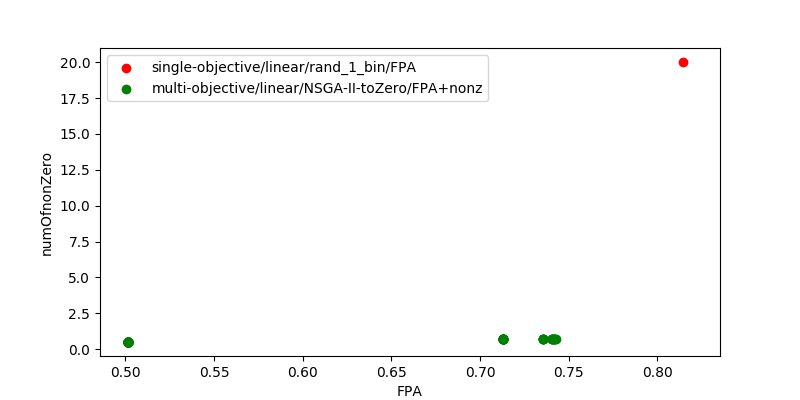 single-objective/linear/rand_1_bin/FPA
multi-objective/linear/NSGA-II-toZero/FPA+nonz
numOfnonZero
20.0
17.5
15.0
12.5
10.0
7.5
5.0
2.5
0.0
0.50 0.55 0.60 0.65 0.70 0.75 0.80
FPA